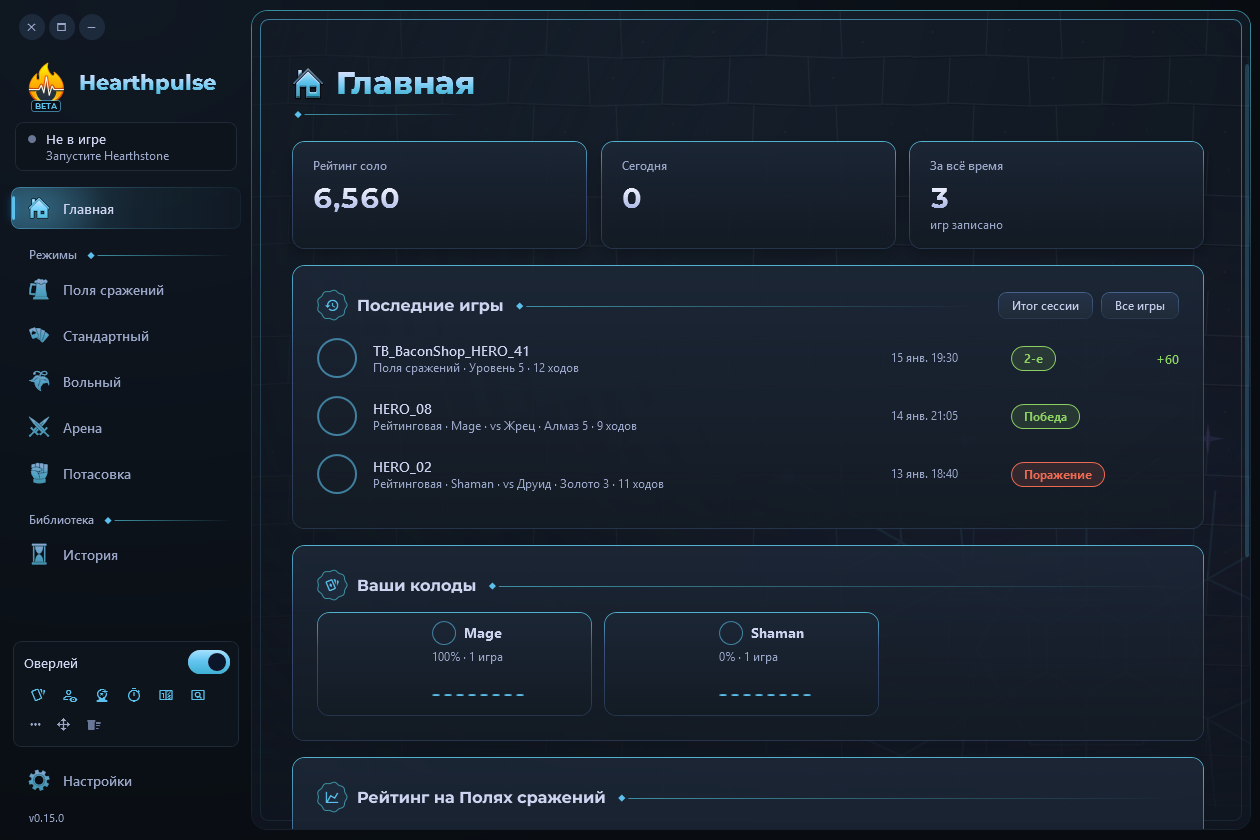 Hearthpulse
BETA
Не в игре
Запустите Hearthstone
Главная
Режимы
Поля сражений
Стандартный
Вольный
Арена
Потасовка
Библиотека
История
Оверлей
Настройки
v0.15.0
Главная
Рейтинг соло
6,560
Сегодня
0
За всё время
3
игр записано
Последние игры
Итог сессии
Все игры
TB_BaconShop_HERO_41
Поля сражений · Уровень 5 · 12 ходов
15 янв. 19:30
2-е
+60
HERO_08
Рейтинговая · Mage · vs Жрец · Алмаз 5 · 9 ходов
14 янв. 21:05
Победа
HERO_02
Рейтинговая · Shaman · vs Друид · Золото 3 · 11 ходов
13 янв. 18:40
Поражение
Ваши колоды
Mage
100% · 1 игра
Shaman
0% · 1 игра
Рейтинг на Полях сражений